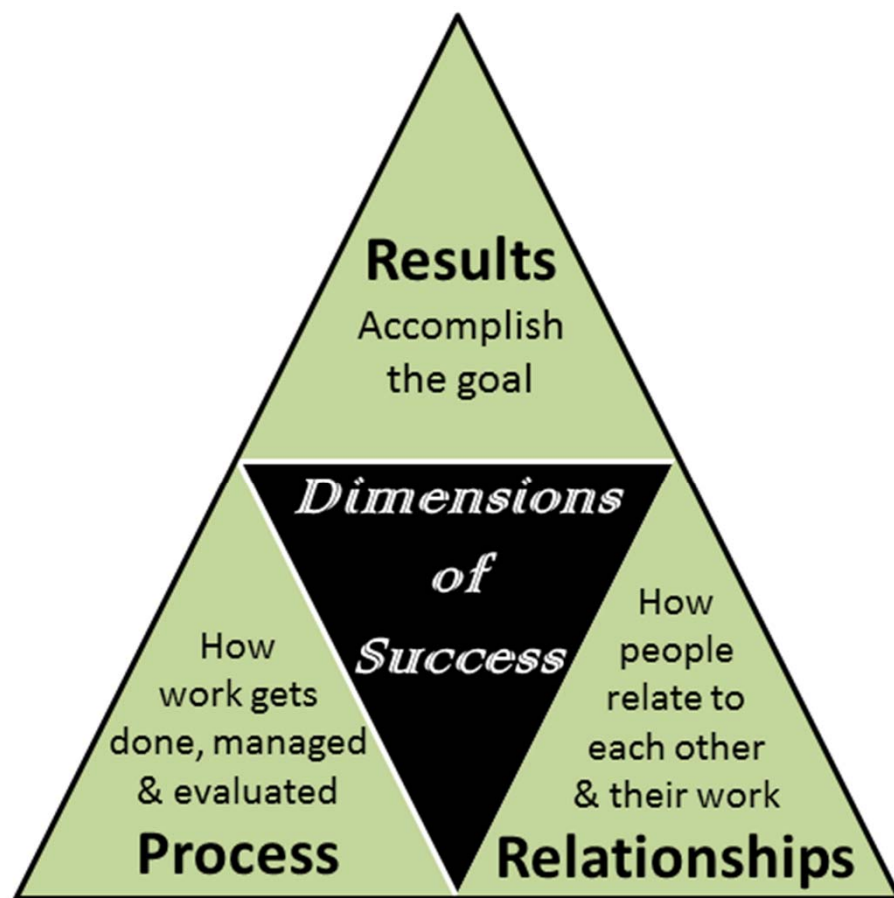 Results
Accomplish
the goal
Dimensions
of
Success
How
work gets
done, managed
& evaluated
Process
How
people
relate to
each other
& their work
Relationships